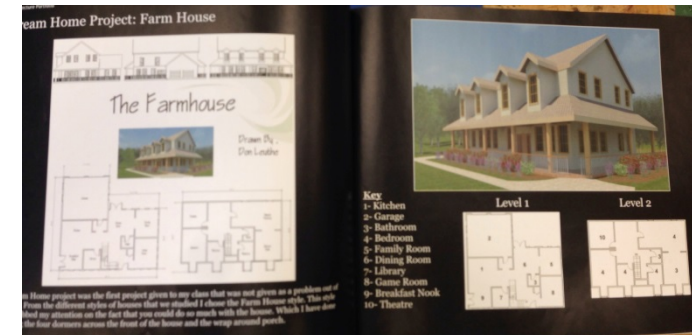 Dream Home Project: Farm House
The Farmhouse
Drawn By,
Don Leuthe
m Home project was the first project given to my class that was not given as a problem out of
From the different styles of houses that we studied I chose the Farm House style. This style
bbed my attention on the fact that you could do so much with the house. Which I have done
the four dormers across the front of the house and the wrap around porch.
Key
1- Kitchen
2- Garage
3- Bathroom
4- Bedroom
5- Family Room
6- Dining Room
7- Library
8- Game Room
9- Breakfast Nook
10- Theatre
Level 1
Level 2